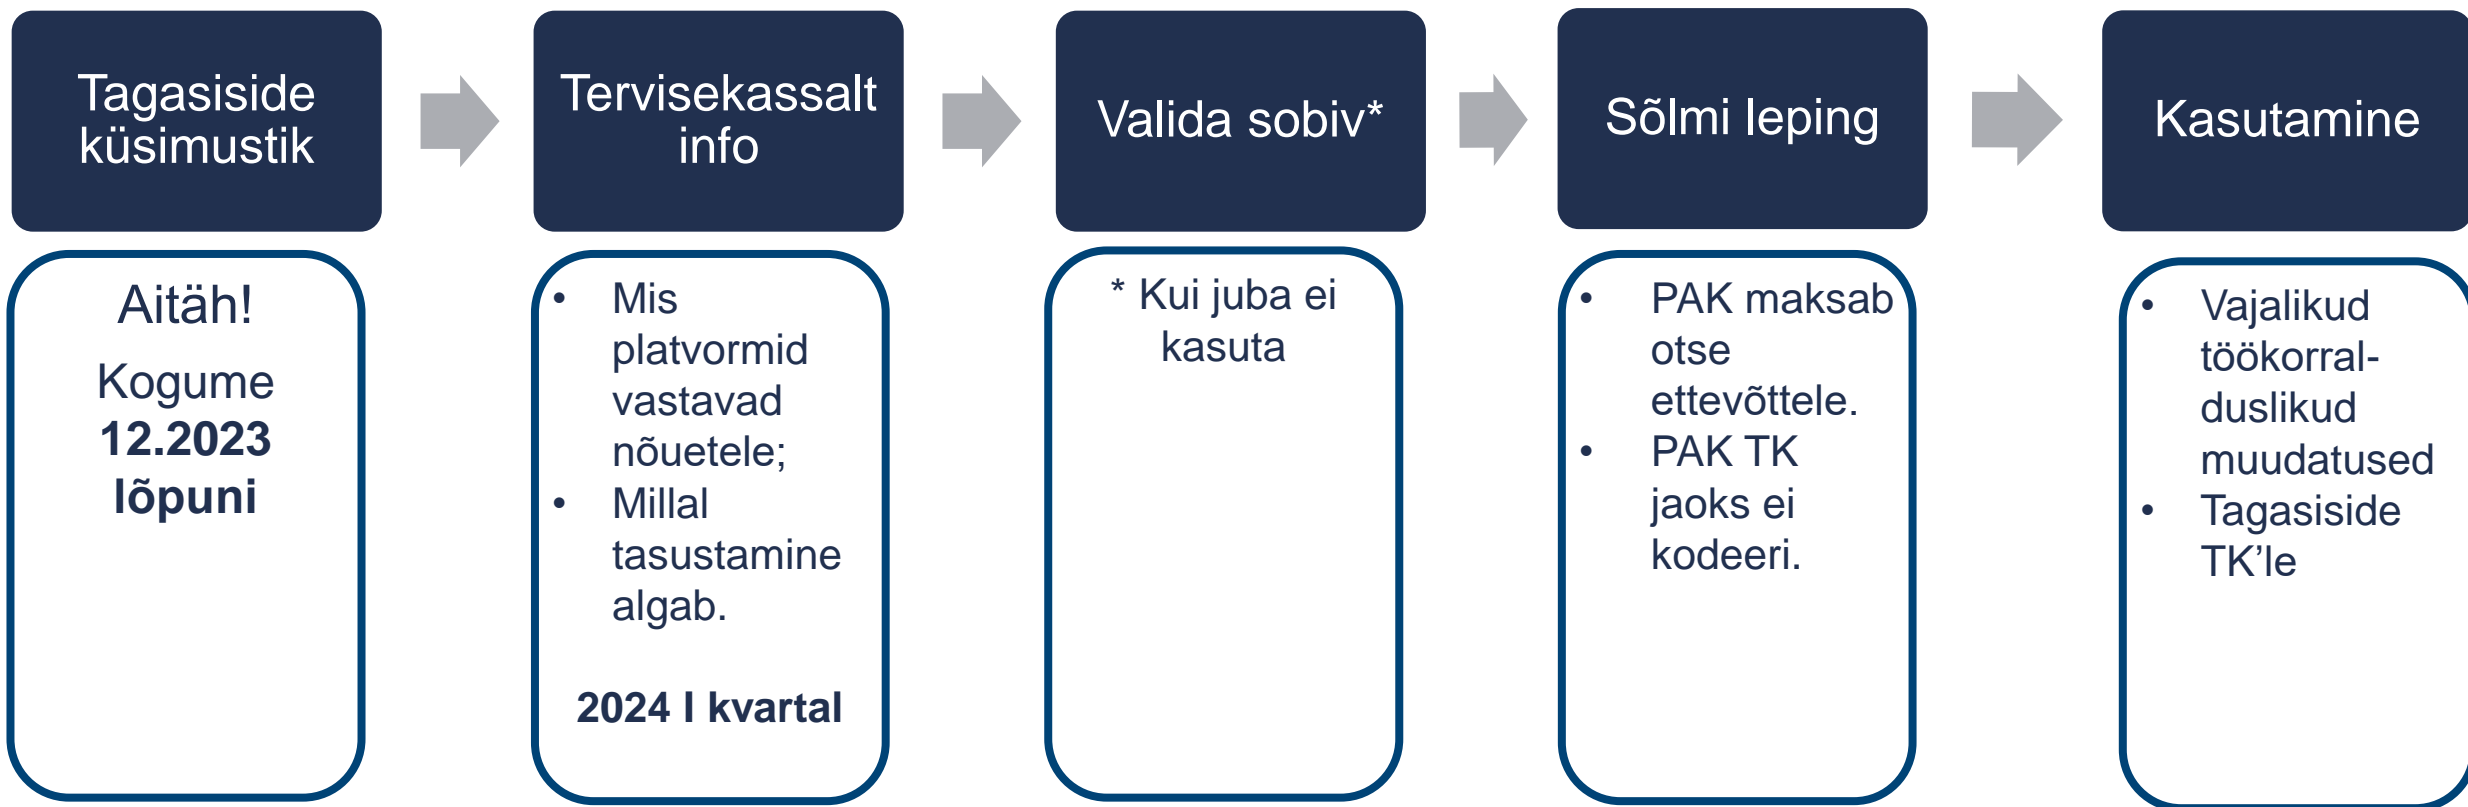 Tagasiside
küsimustik
Tervisekassalt
info
Valida sobiv*
Sõlmi leping
Kasutamine
Aitäh!
Kogume
12.2023
lõpuni
• Mis
platvormid
vastavad
nõuetele;
• Millal
tasustamine
algab.
2024 I kvartal
* Kui juba ei
kasuta
• PAK maksab
otse
ettevõttele.
• PAK TK
jaoks ei
kodeeri.
• Vajalikud
töökorral-
duslikud
muudatused
• Tagasiside
TK’le